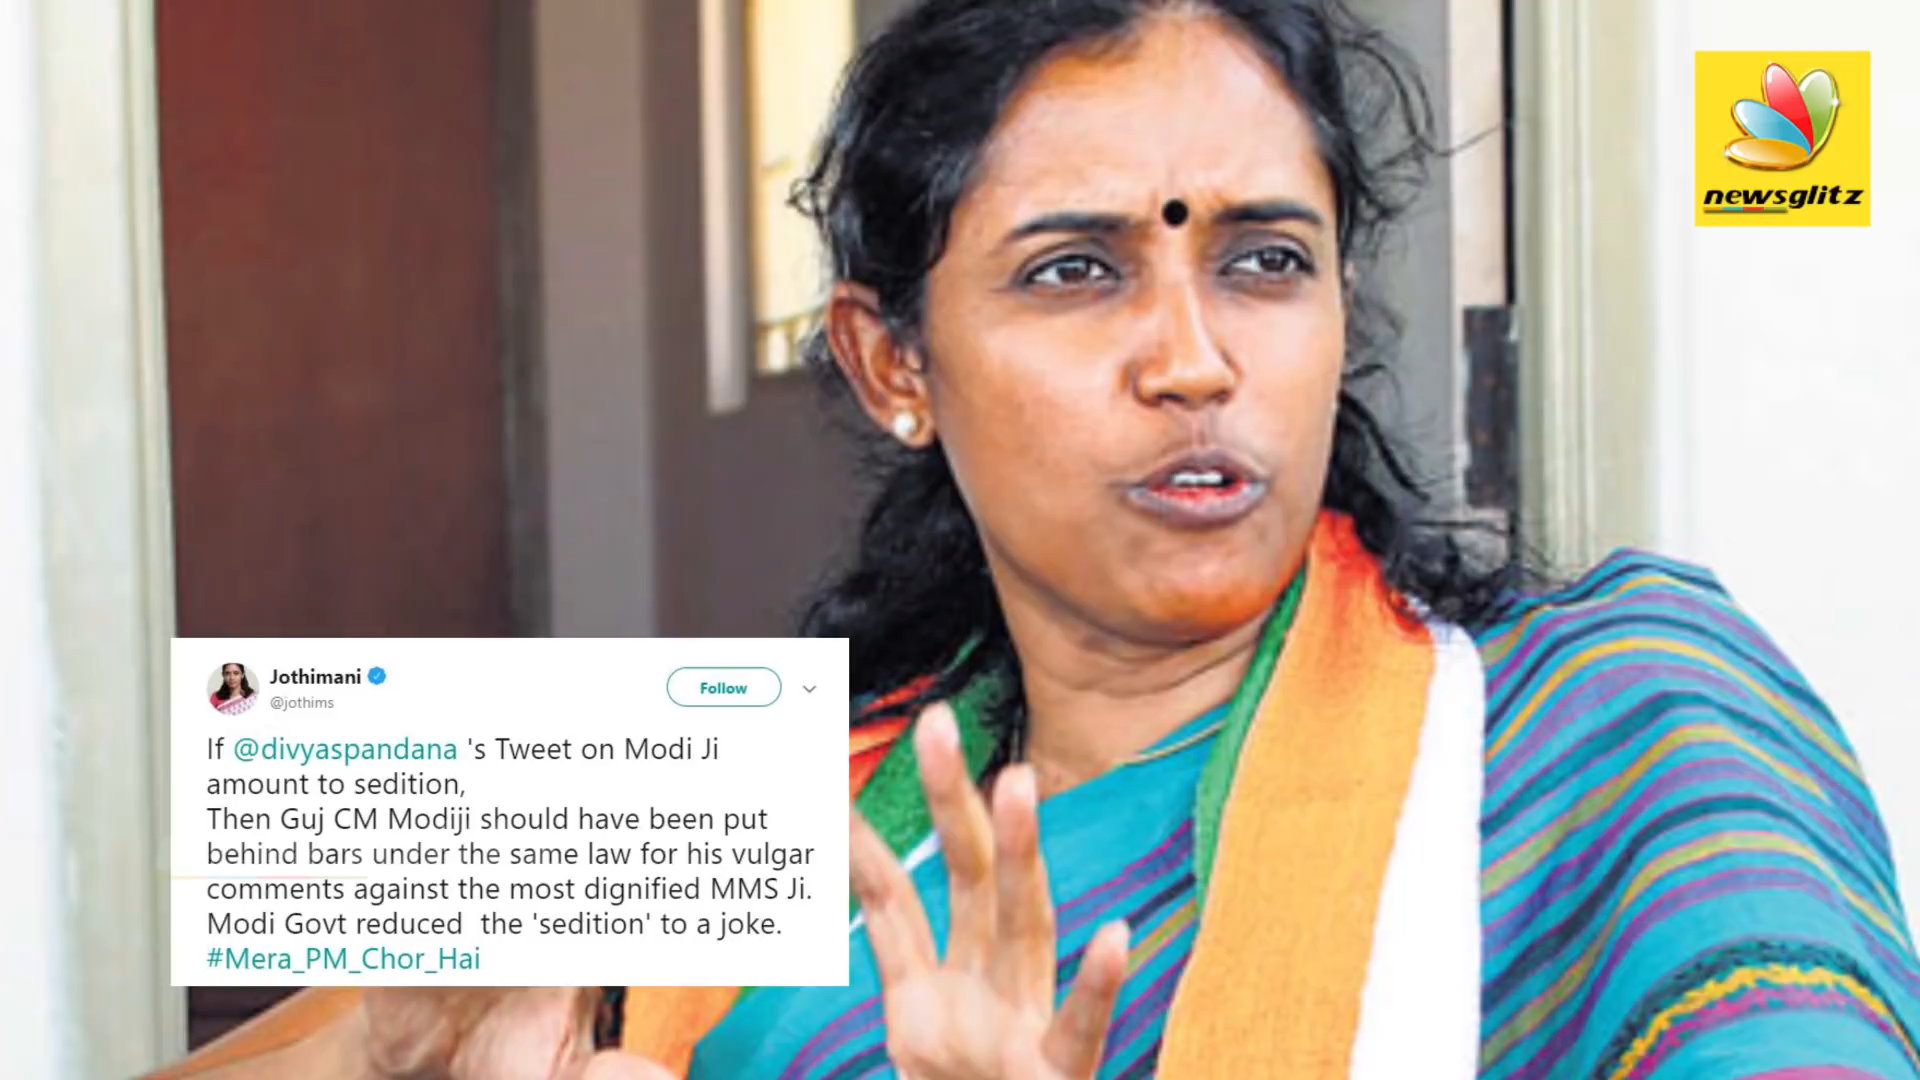 newsglitz
Jothimani
@jothims
Follow
If @divyaspandana 's Tweet on Modi Ji
amount to sedition,
Then Guj CM Modiji should have been put
behind bars under the same law for his vulgar
comments against the most dignified MMS Ji.
Modi Govt reduced  the 'sedition' to a joke.
#Mera_PM_Chor_Hai